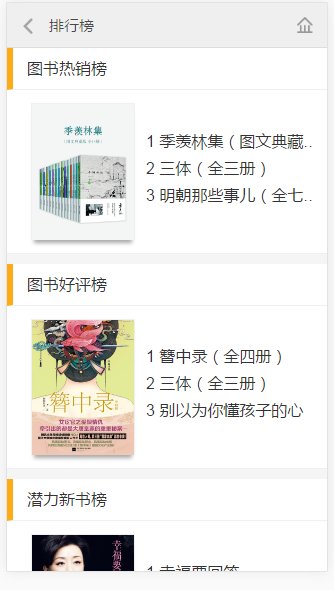 排行榜
图书热销榜
季羡林集
1 季羡林集（图文典藏..
2 三体（全三册）
3 明朝那些事儿（全七..
图书好评榜
簪中录
1 簪中录（全四册）
2 三体（全三册）
3 别以为你懂孩子的心
潜力新书榜
幸福要